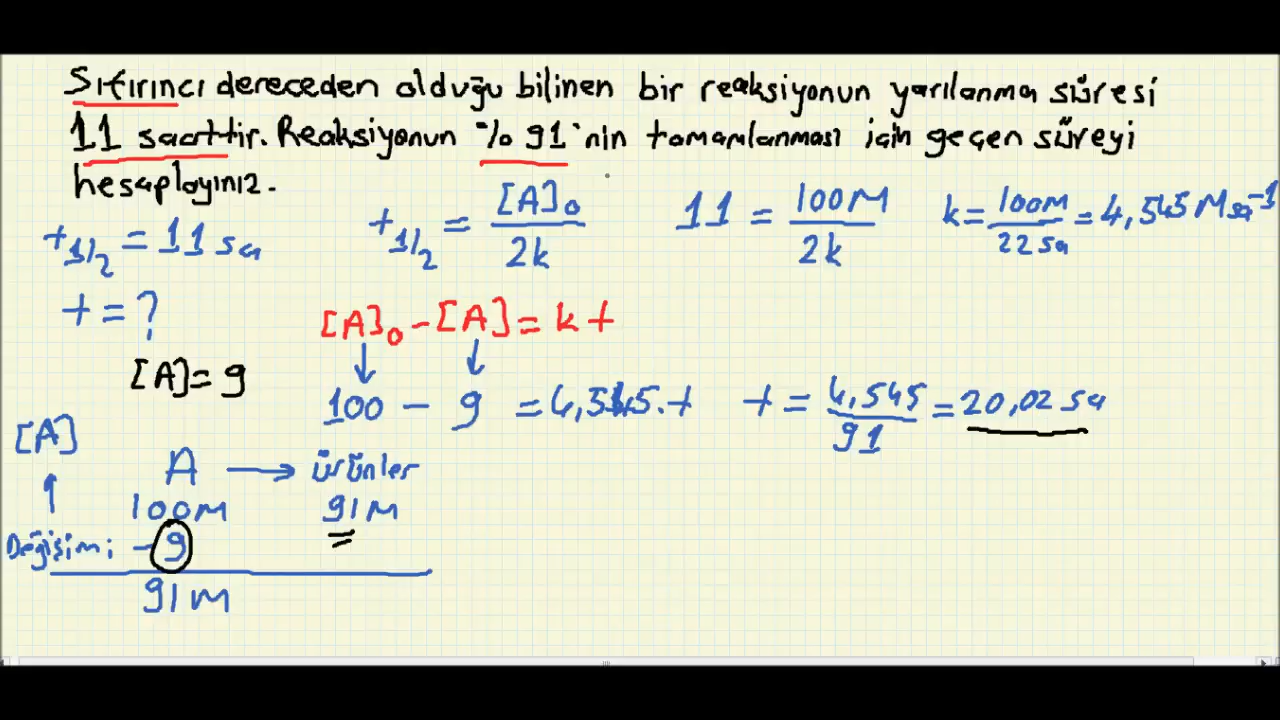 Sıfırıncı dereceden olduğu bilinen bir reaksiyonun yarılanma süresi
11 saattir. Reaksiyonun %91'nin tamamlanması için geçen süreyi
hesaplayınız.
t1/2 = 11 sa
t1/2 = [A]0 / 2k
11 = 100M / 2k
k = 100M / 22 sa = 4,545 M sa-1
t = ?
[A]0 - [A] = k t
[A] = 9
100 - 9 = 4,545.t
t = 4,545 / 91 = 20,02 sa
[A]
A → ürünler
100M 91M
Değişimi -9
91M